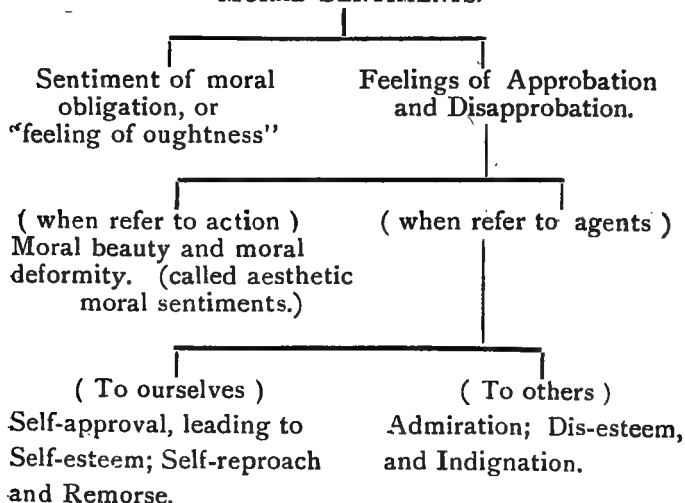 Sentiment of moral
obligation, or
"feeling of oughtness"
Feelings of Approbation
and Disapprobation.
( when refer to action )
Moral beauty and moral
deformity. (called aesthetic
moral sentiments.)
( when refer to agents )
( To ourselves )
Self-approval, leading to
Self-esteem; Self-reproach
and Remorse.
( To others )
Admiration; Dis-esteem,
and Indignation.